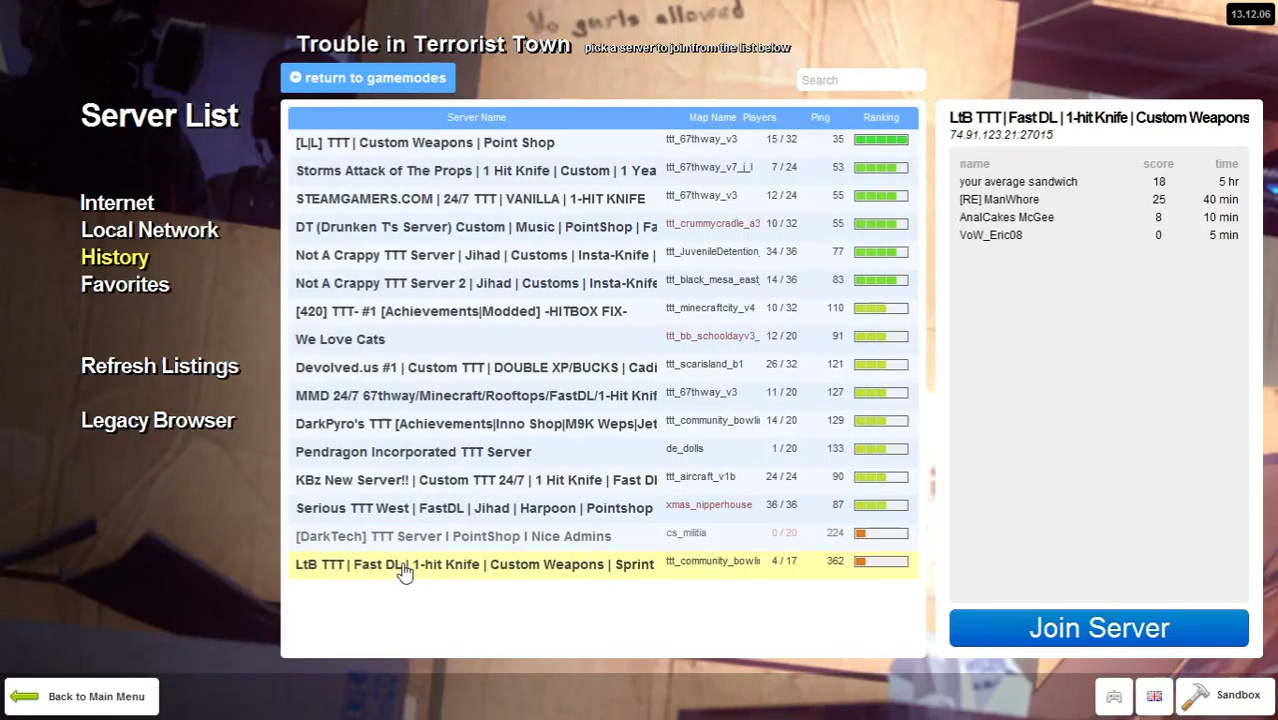 No gurls allowed
13.12.06
Trouble in Terrorist Town pick a server to join from the list below
return to gamemodes
Search
Server List
Internet
Local Network
History
Favorites
Refresh Listings
Legacy Browser
Server Name Map Name Players Ping Ranking
[L|L] TTT | Custom Weapons | Point Shop ttt_67thway_v3 15 / 32 35
Storms Attack of The Props | 1 Hit Knife | Custom | 1 Yea ttt_67thway_v7_j_l 7 / 24 53
STEAMGAMERS.COM | 24/7 TTT | VANILLA | 1-HIT KNIFE ttt_67thway_v3 12 / 24 55
DT (Drunken T's Server) Custom | Music | PointShop | Fa ttt_crummycradle_a3 10 / 32 55
Not A Crappy TTT Server | Jihad | Customs | Insta-Knife | ttt_JuvenileDetention 34 / 36 77
Not A Crappy TTT Server 2 | Jihad | Customs | Insta-Knife ttt_black_mesa_east 14 / 36 83
[420] TTT- #1 [Achievements|Modded] -HITBOX FIX- ttt_minecraftcity_v4 10 / 32 110
We Love Cats ttt_bb_schooldayv3_ 12 / 20 91
Devolved.us #1 | Custom TTT | DOUBLE XP/BUCKS | Cadi ttt_scarisland_b1 26 / 32 121
MMD 24/7 67thway/Minecraft/Rooftops/FastDL/1-Hit Knif ttt_67thway_v3 11 / 20 127
DarkPyro's TTT [Achievements|Inno Shop|M9K Weps|Jet ttt_community_bowli 14 / 20 129
Pendragon Incorporated TTT Server de_dolls 1 / 20 133
KBz New Server!! | Custom TTT 24/7 | 1 Hit Knife | Fast Dl ttt_aircraft_v1b 24 / 24 90
Serious TTT West | FastDL | Jihad | Harpoon | Pointshop xmas_nipperhouse 36 / 36 87
[DarkTech] TTT Server l PointShop l Nice Admins cs_militia 0 / 20 224
LtB TTT | Fast DL | 1-hit Knife | Custom Weapons | Sprint ttt_community_bowli 4 / 17 362
LtB TTT | Fast DL | 1-hit Knife | Custom Weapons
74.91.123.21:27015
name score time
your average sandwich 18 5 hr
[RE] ManWhore 25 40 min
AnalCakes McGee 8 10 min
VoW_Eric08 0 5 min
Join Server
Back to Main Menu
Sandbox